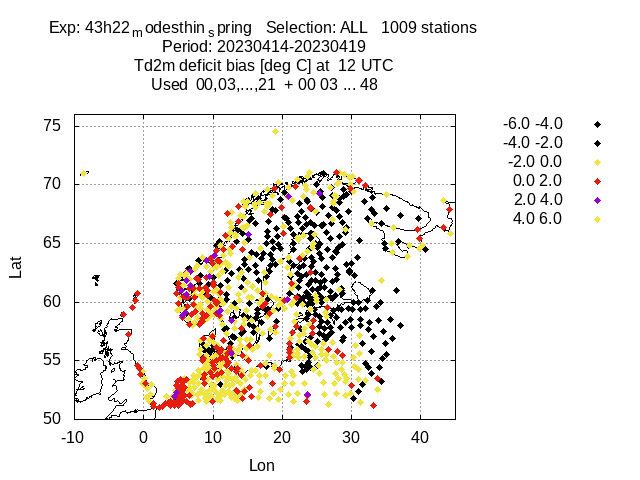 Exp: 43h22_modesthin_spring   Selection: ALL   1009 stations
Period: 20230414-20230419
Td2m deficit bias [deg C] at  12 UTC
Used  00,03,...,21  + 00 03 ... 48
-6.0 -4.0
-4.0 -2.0
-2.0 0.0
0.0 2.0
2.0 4.0
4.0 6.0
75
70
65
60
55
50
Lat
-10 0 10 20 30 40
Lon